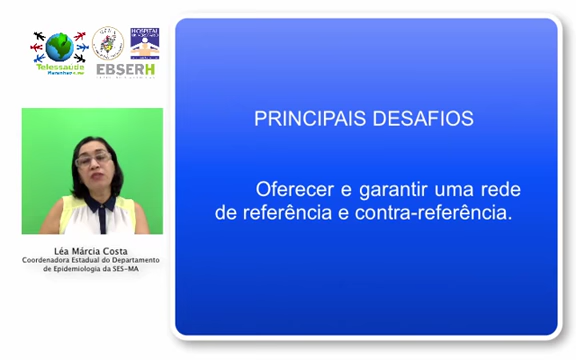 Telessaúde
HOSPITAL
EBSERH
PRINCIPAIS DESAFIOS
Oferecer e garantir uma rede
de referência e contra-referência.
Léa Márcia Costa
Coordenadora Estadual do Departamento
de Epidemiologia da SES-MA